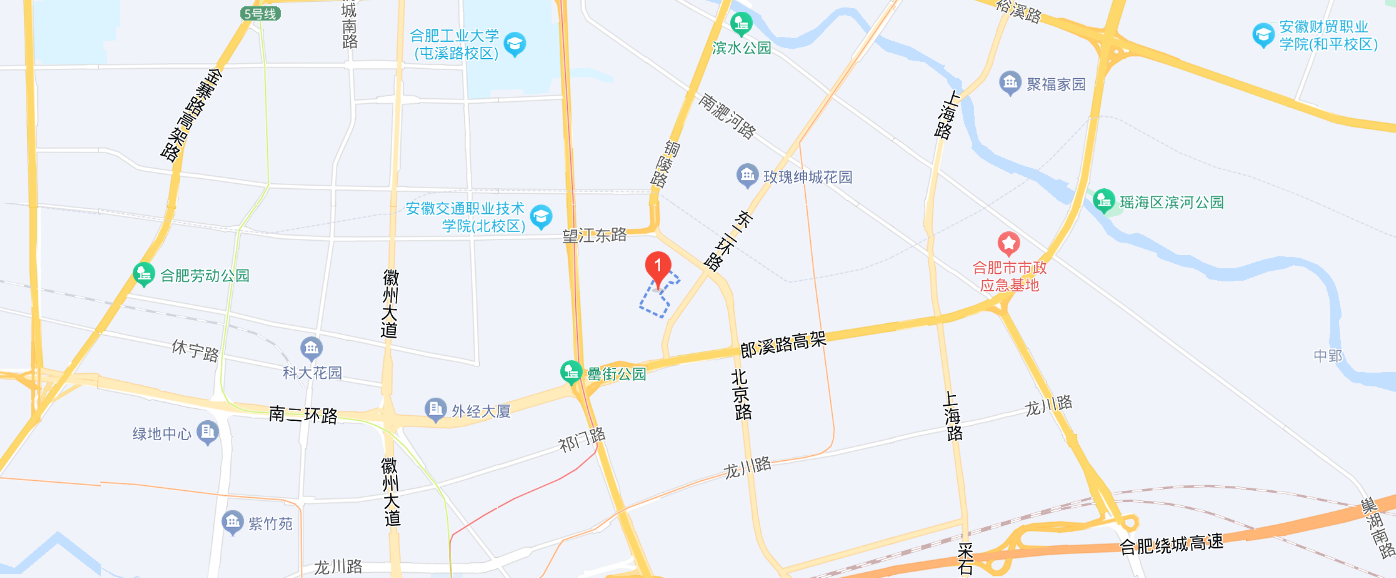 5号线
城南路
合肥工业大学
(屯溪路校区)
滨水公园
裕溪路
安徽财贸职业
学院(和平校区)
金寨路高架路
南淝河路
上海路
聚福家园
铜陵路
玫瑰绅城花园
安徽交通职业技术
学院(北校区)
望江东路
东二环路
瑶海区滨河公园
合肥市市政
应急基地
合肥劳动公园
1
徽州大道
休宁路
科大花园
郎溪路高架
中郢
罍街公园
北京路
南二环路
外经大厦
绿地中心
祁门路
上海路
龙川路
龙川路
徽州大道
紫竹苑
龙川路
采石
合肥绕城高速
巢湖南路